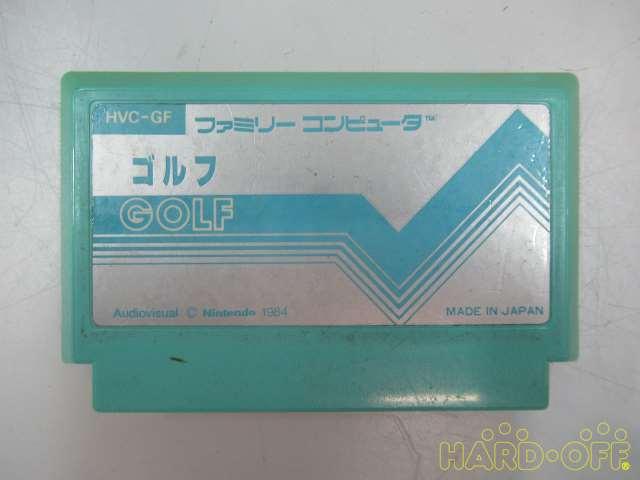 HVC-GF ファミリー コンピュータ™
ゴルフ
GOLF
Audiovisual © Nintendo 1984 MADE IN JAPAN
HARD-OFF®